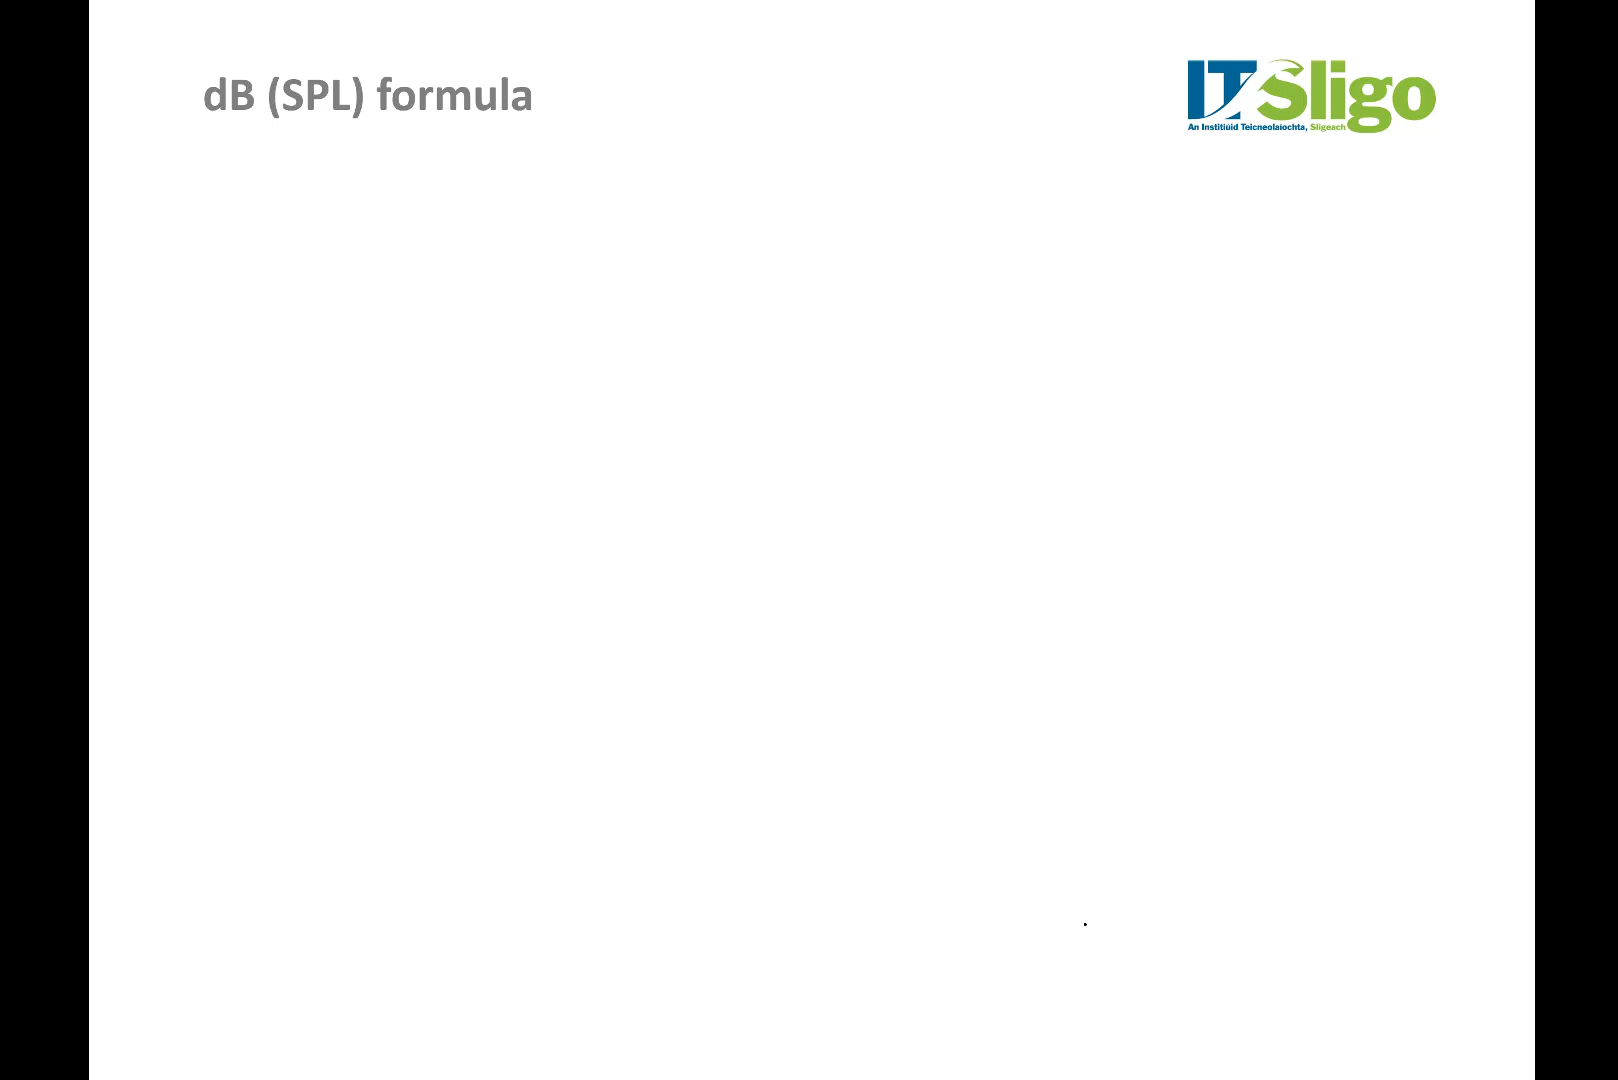 dB (SPL) formula
ITSligo
An Institiúid Teicneolaíochta, Sligeach
.